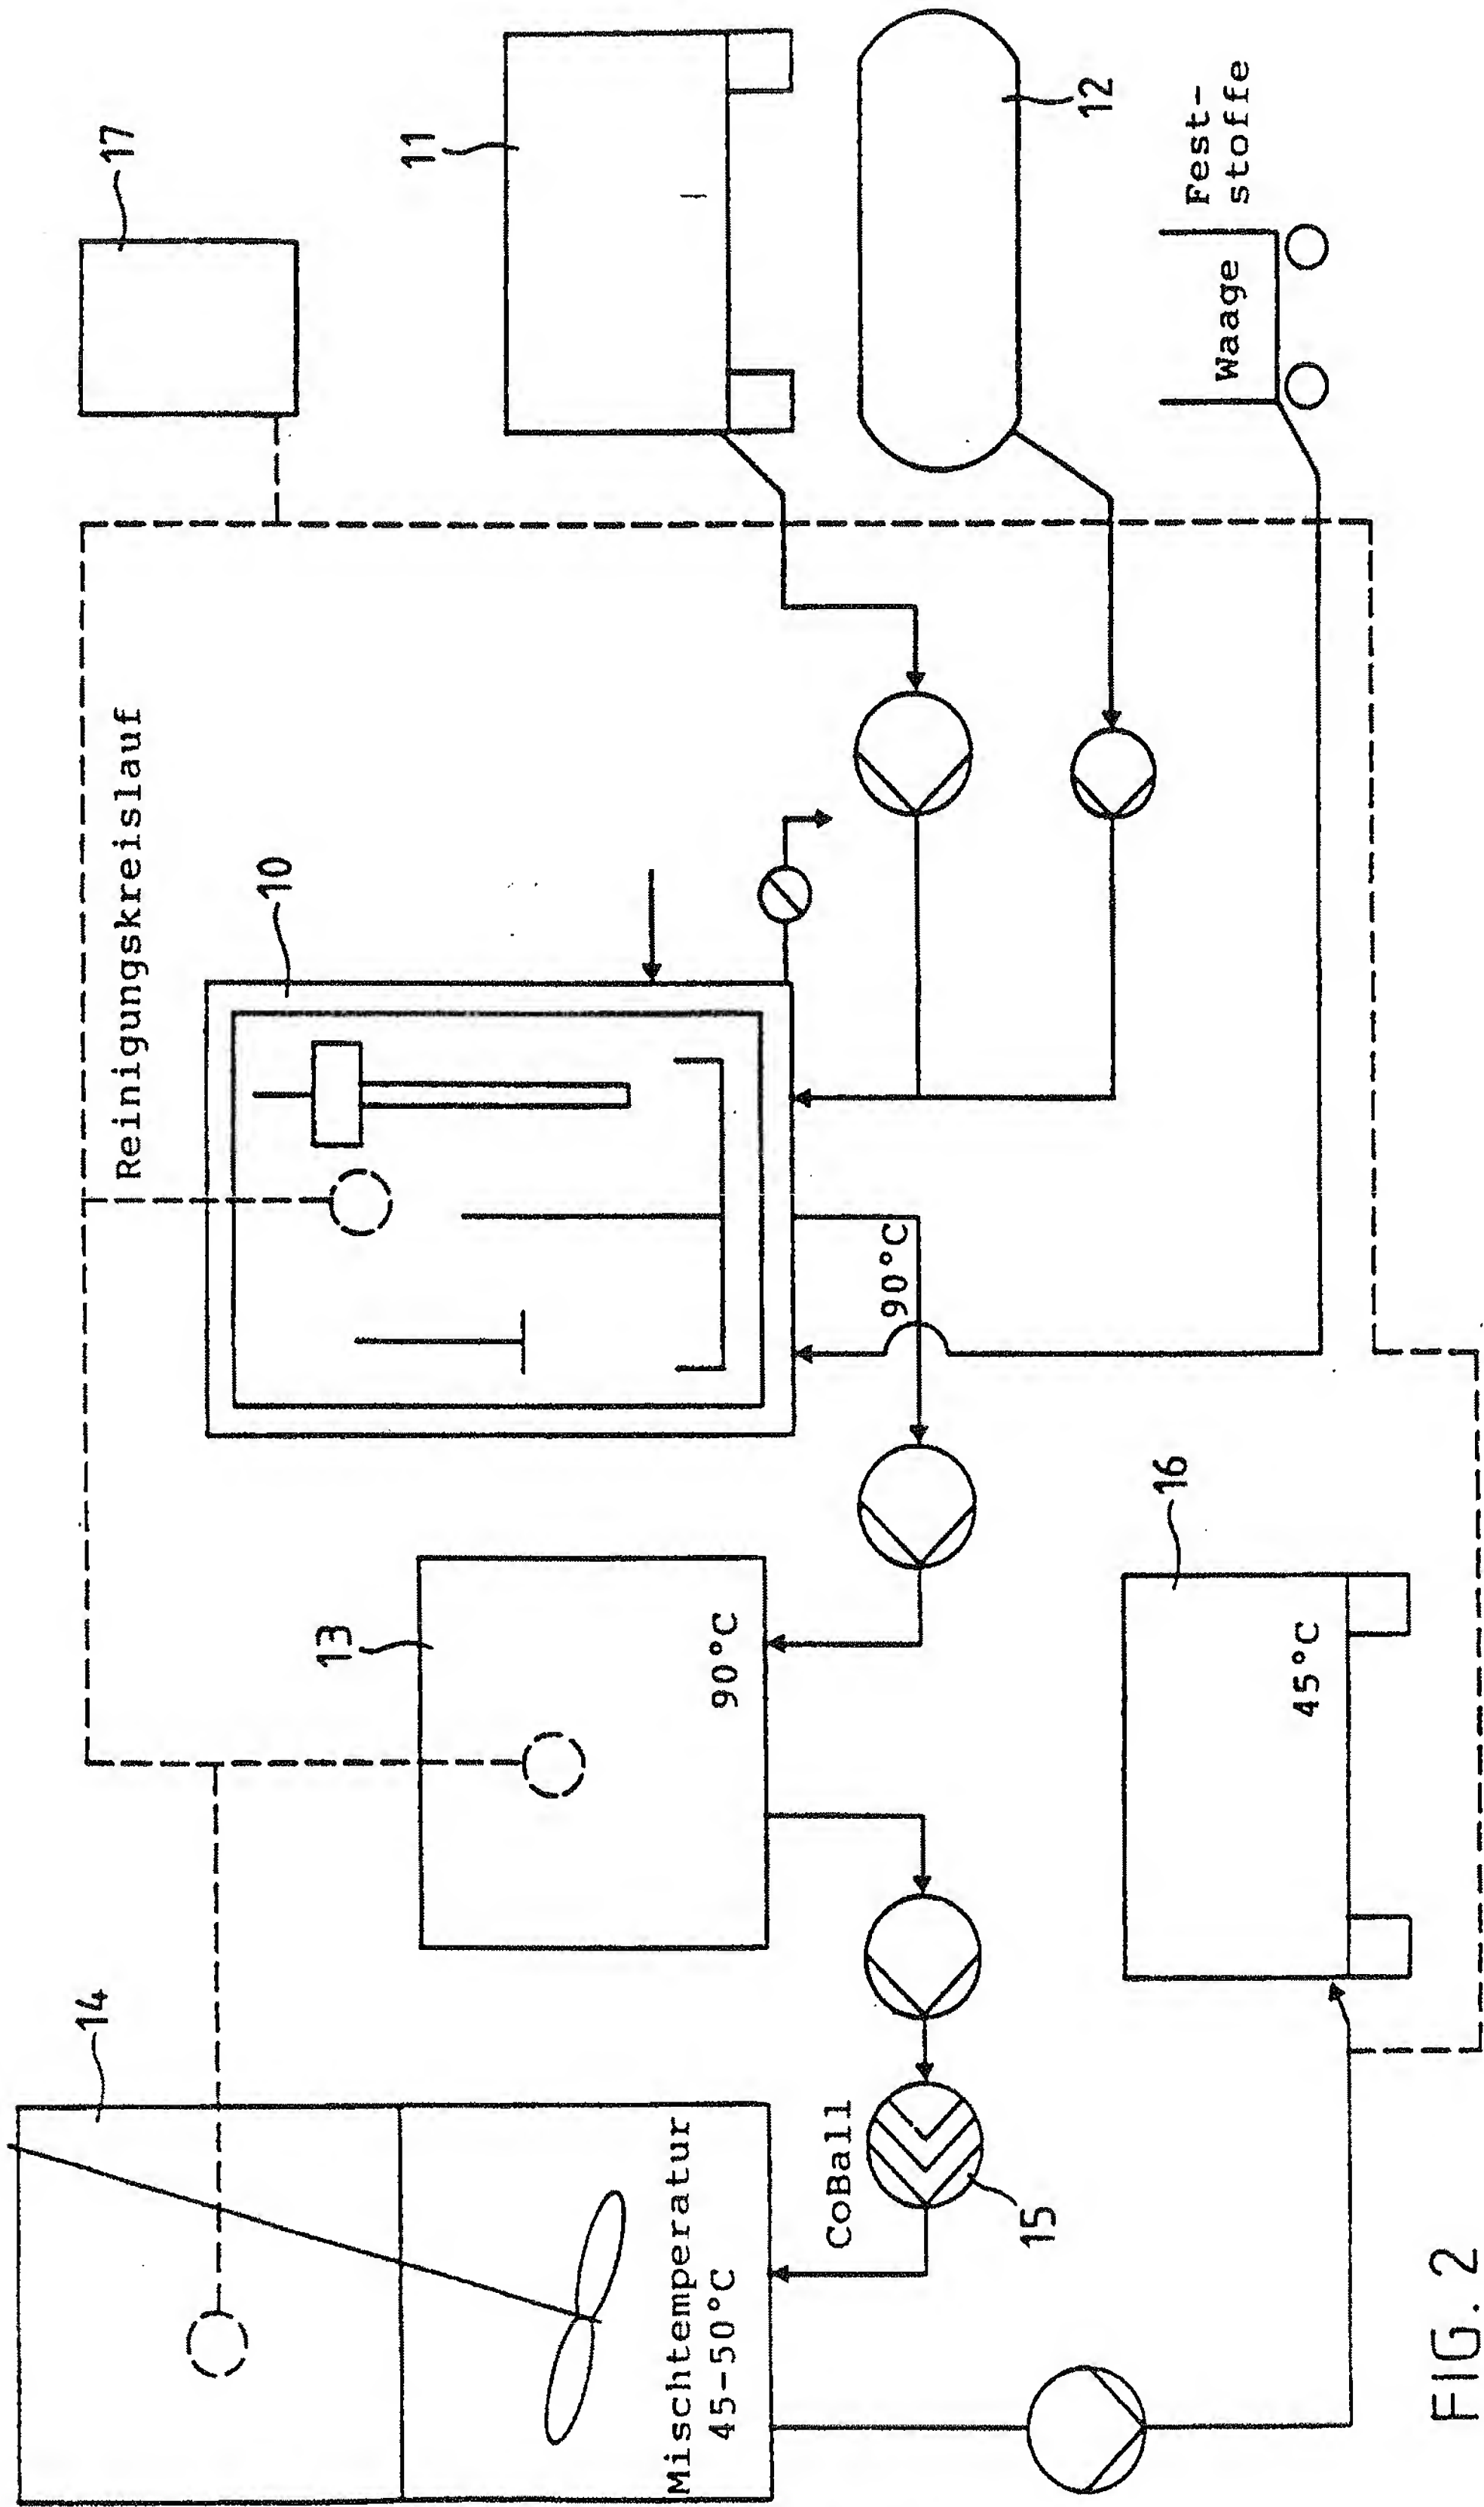 17
11
12
Fest-
stoffe
Waage
Reinigungskreislauf
10
90°C
13
90°C
16
45°C
14
Mischtemperatur
45-50°C
CoBall
15
FIG. 2